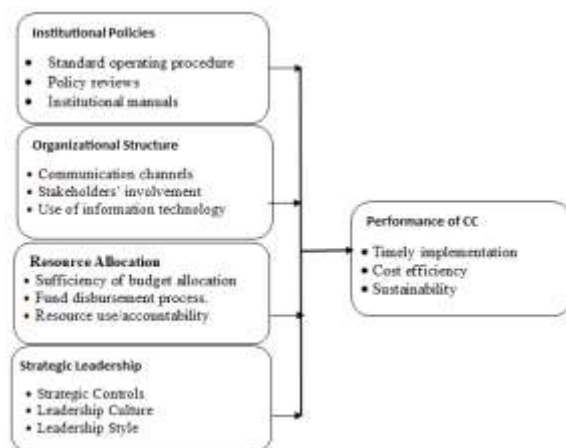 Institutional Policies
• Standard operating procedure
• Policy reviews
• Institutional manuals
Organizational Structure
• Communication channels
• Stakeholders' involvement
• Use of information technology
Resource Allocation
• Sufficiency of budget allocation
• Fund disbursement process.
• Resource use/accountability
Strategic Leadership
• Strategic Controls
• Leadership Culture
• Leadership Style
Performance of CC
• Timely implementation
• Cost efficiency
• Sustainability